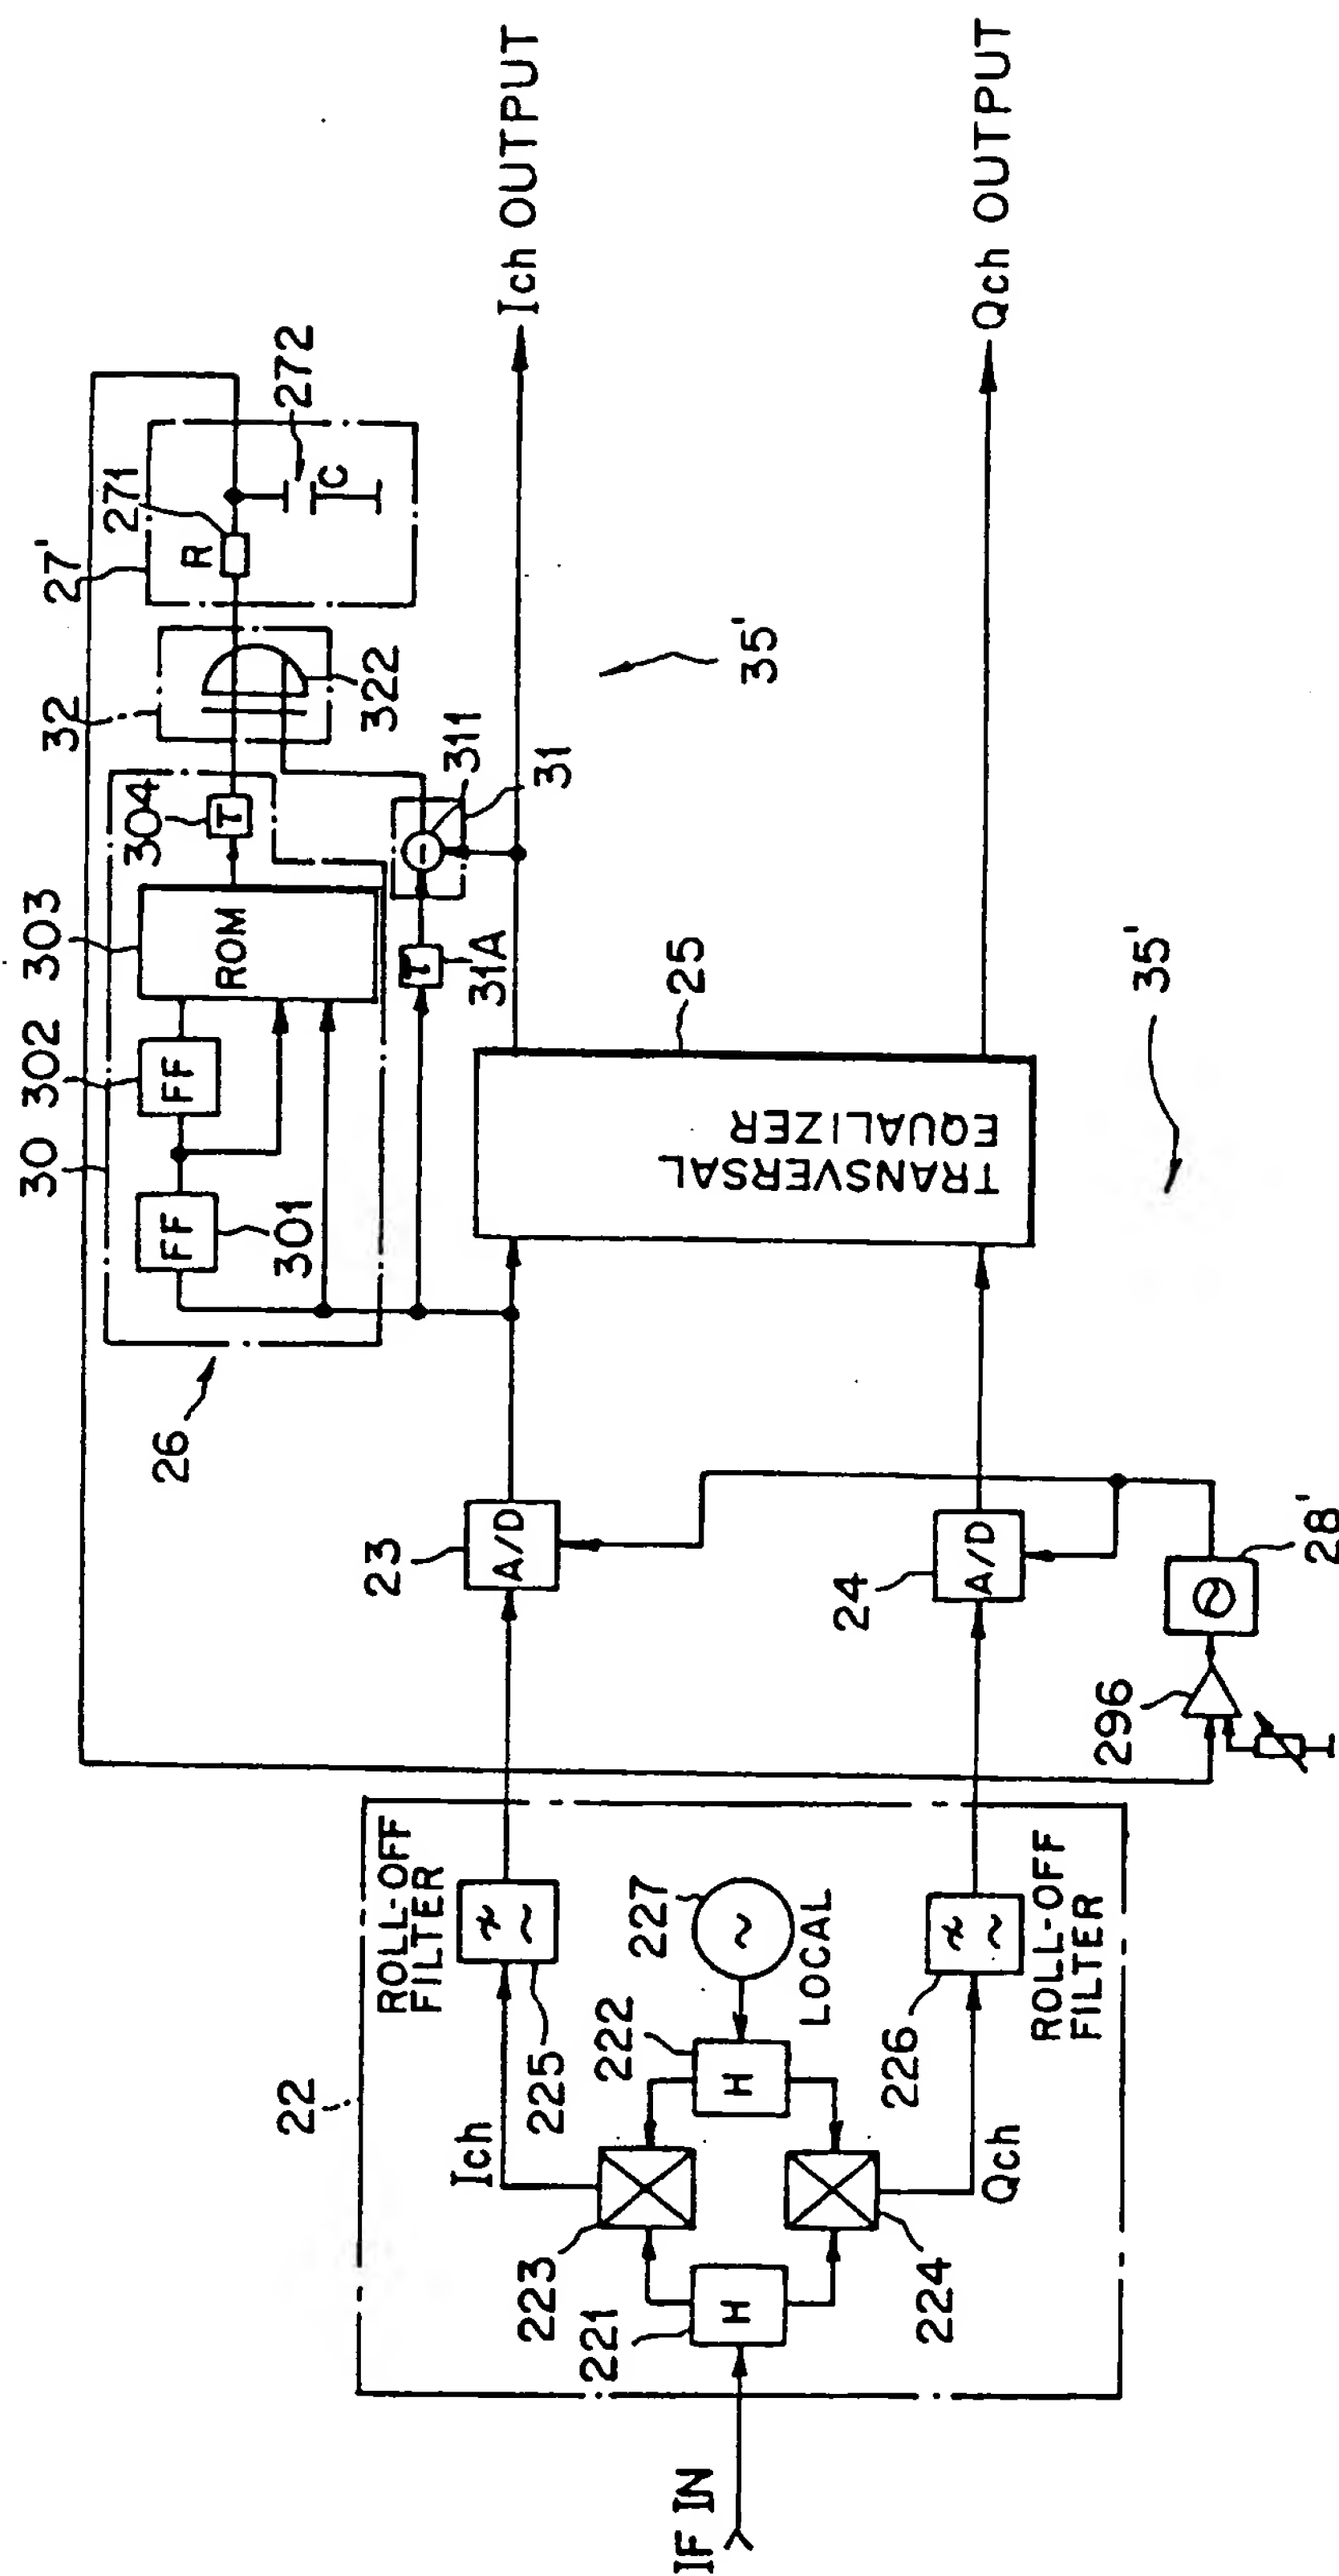 IF IN
22
221
H
223
224
Ich
Qch
222
H
227
LOCAL
225
ROLL-OFF
FILTER
226
ROLL-OFF
FILTER
296
28'
23
A/D
24
A/D
26
30
301
FF
302
FF
303
ROM
304
τ
31A
τ
31
311
−
32
322
27'
271
R
272
C
TRANSVERSAL
EQUALIZER
25
35'
35'
Ich OUTPUT
Qch OUTPUT